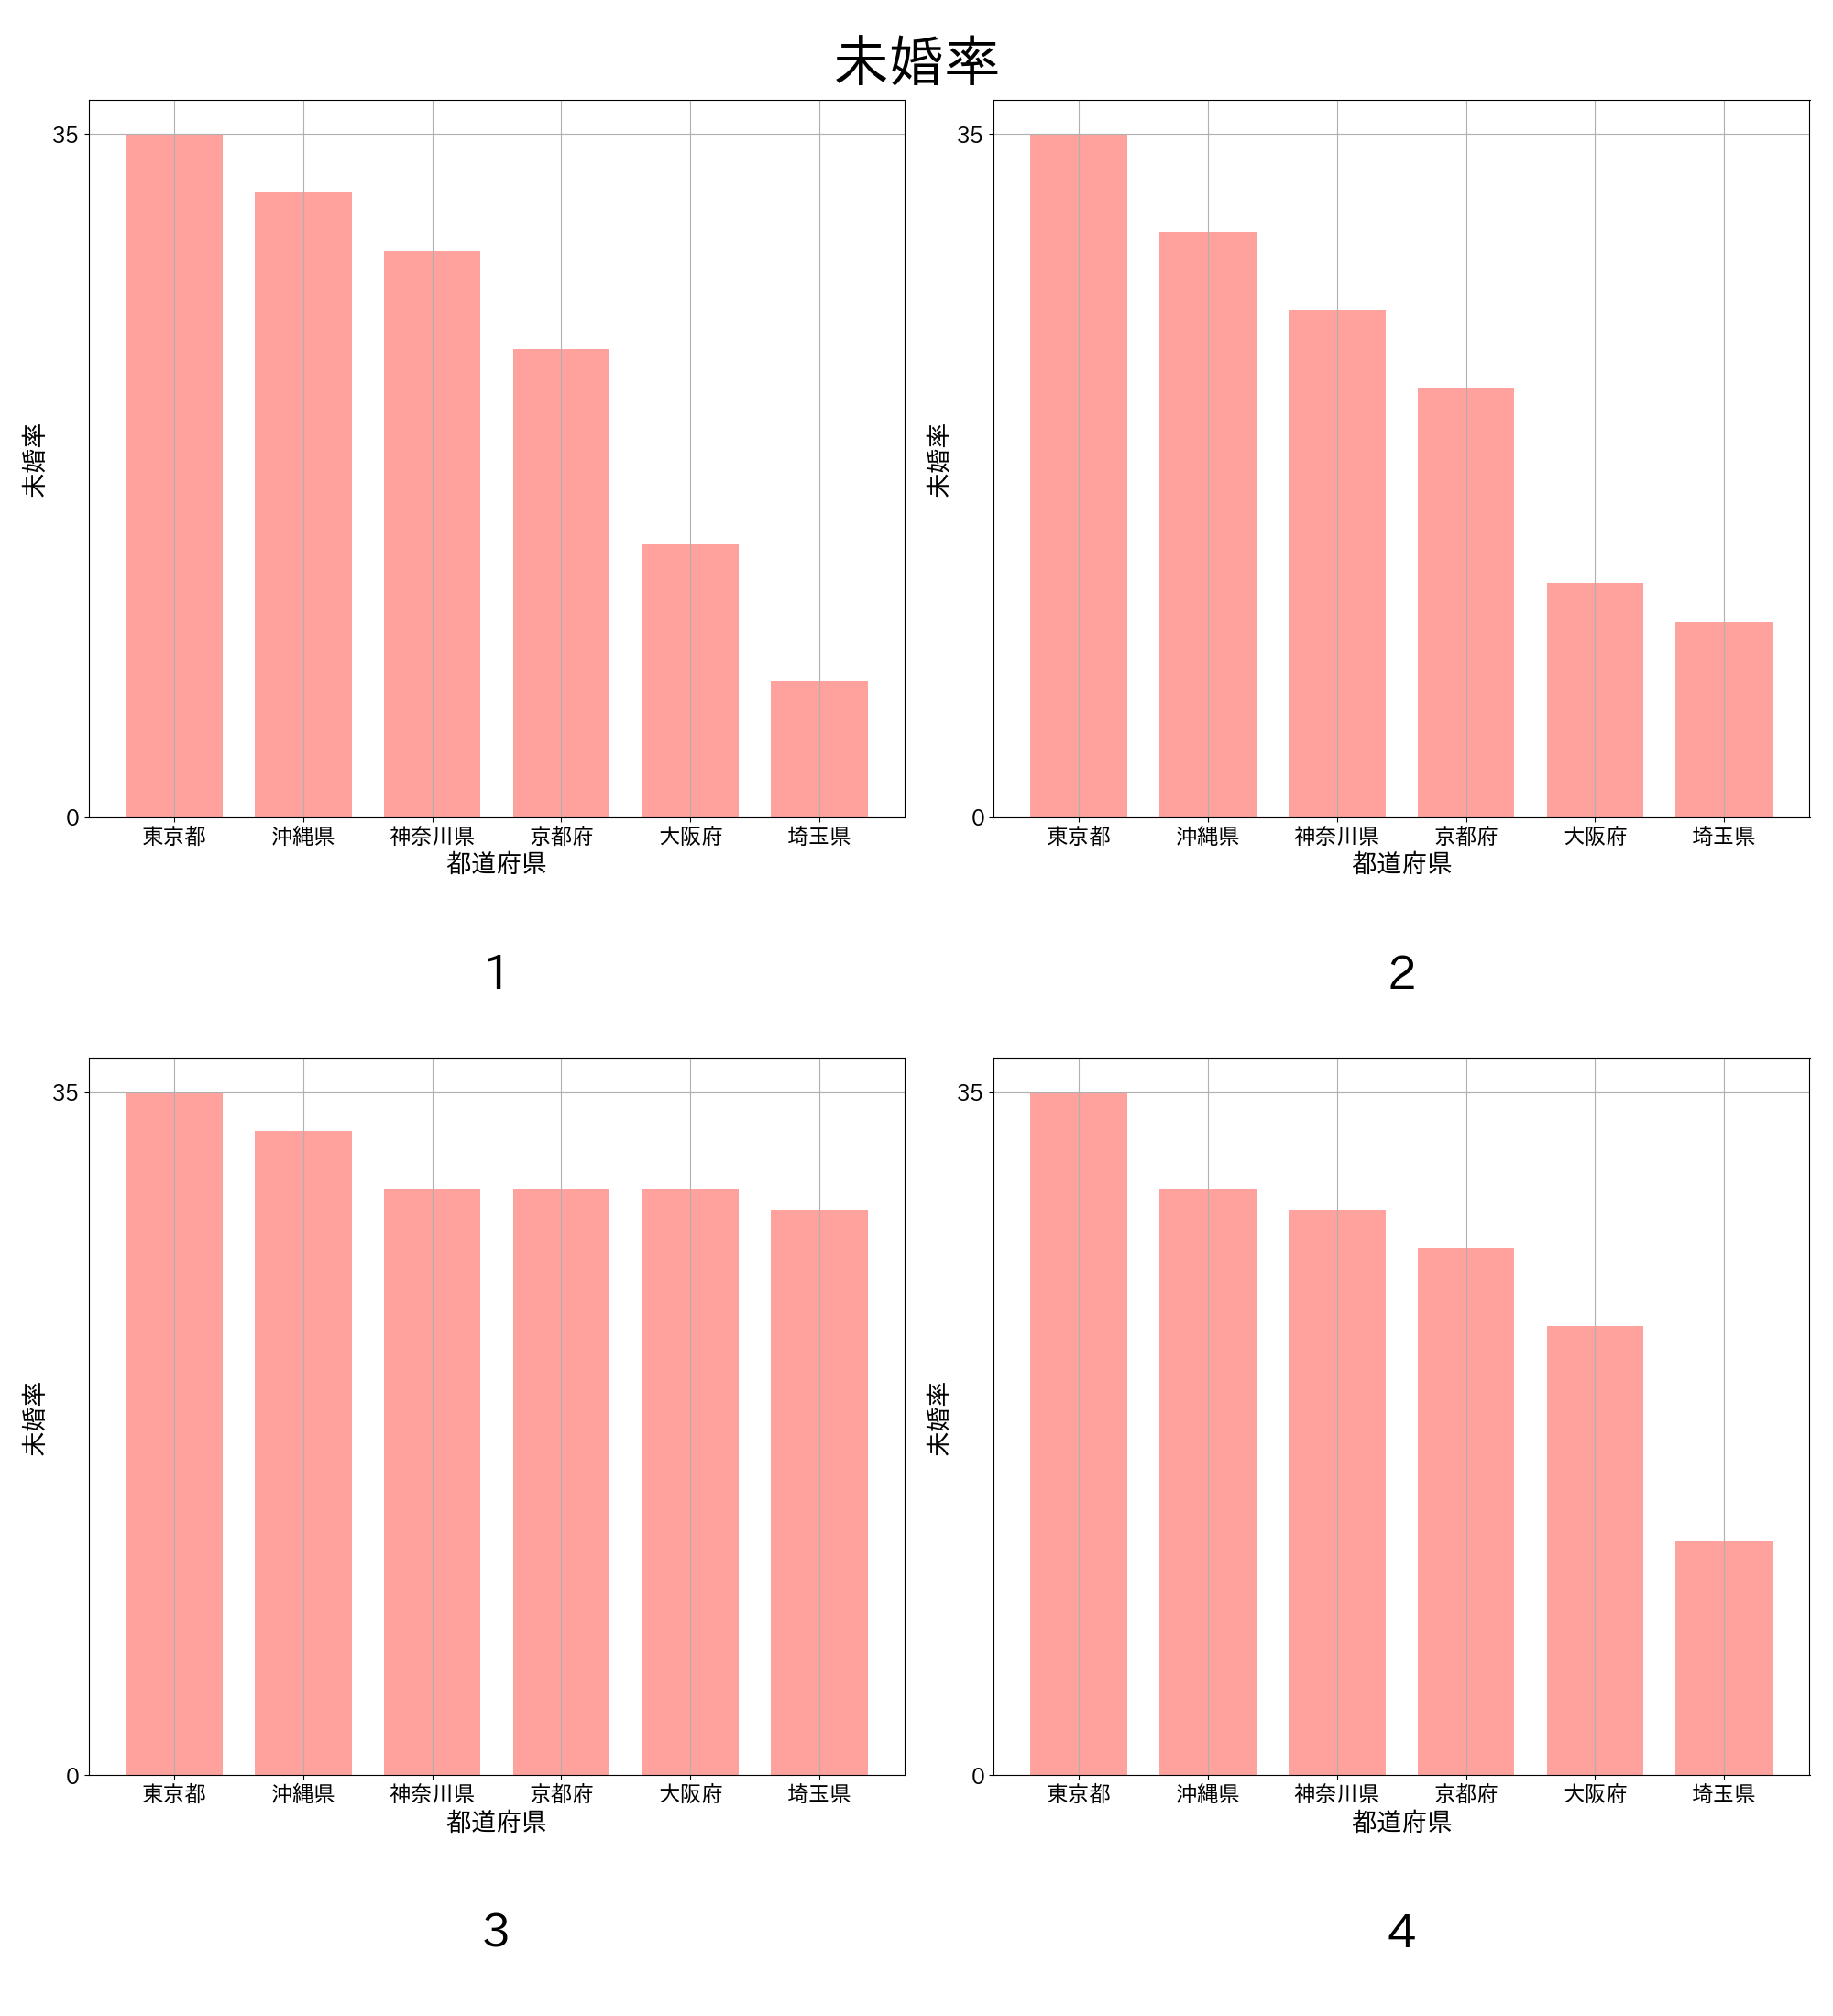 未婚率
35
0
未婚率
東京都 沖縄県 神奈川県 京都府 大阪府 埼玉県
都道府県
1
35
0
未婚率
東京都 沖縄県 神奈川県 京都府 大阪府 埼玉県
都道府県
2
35
0
未婚率
東京都 沖縄県 神奈川県 京都府 大阪府 埼玉県
都道府県
3
35
0
未婚率
東京都 沖縄県 神奈川県 京都府 大阪府 埼玉県
都道府県
4